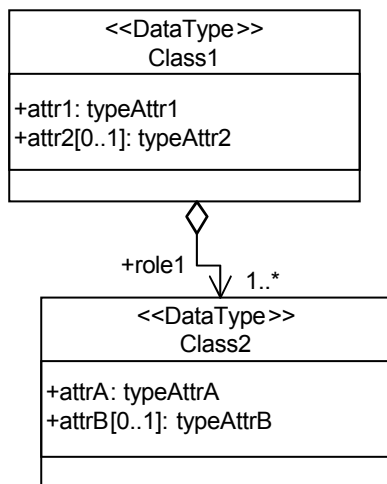 <<DataType>>
Class1
+attr1: typeAttr1
+attr2[0..1]: typeAttr2
+role1
1..*
<<DataType>>
Class2
+attrA: typeAttrA
+attrB[0..1]: typeAttrB